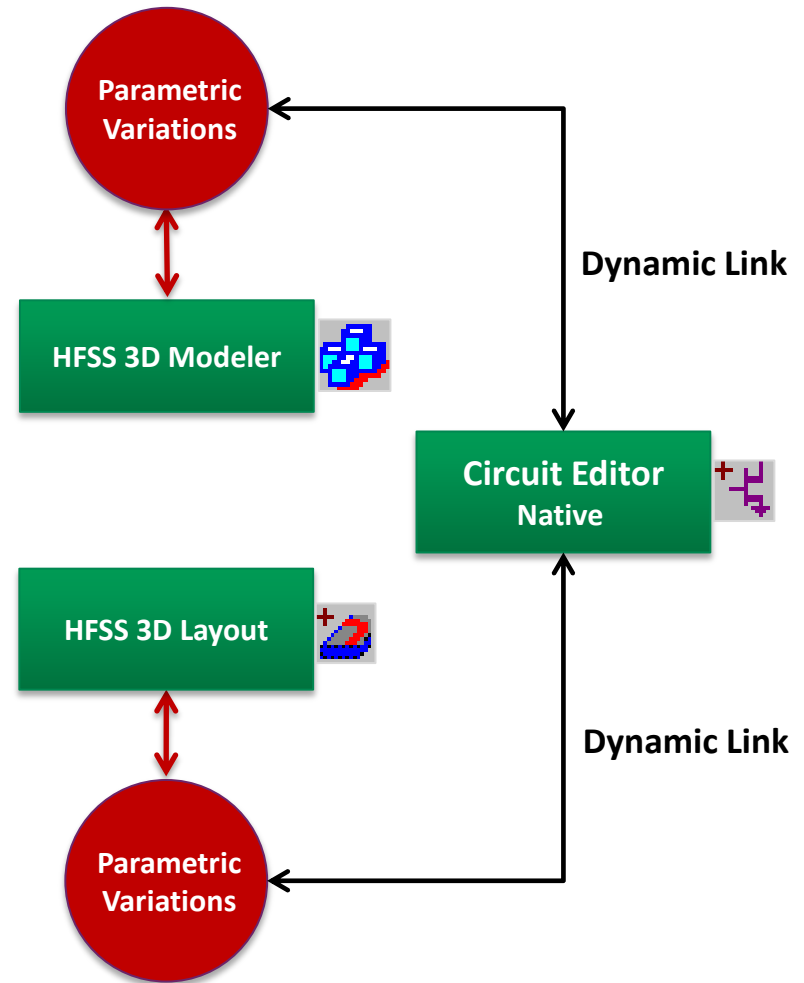 Parametric
Variations
Dynamic Link
HFSS 3D Modeler
Circuit Editor
Native
HFSS 3D Layout
Dynamic Link
Parametric
Variations